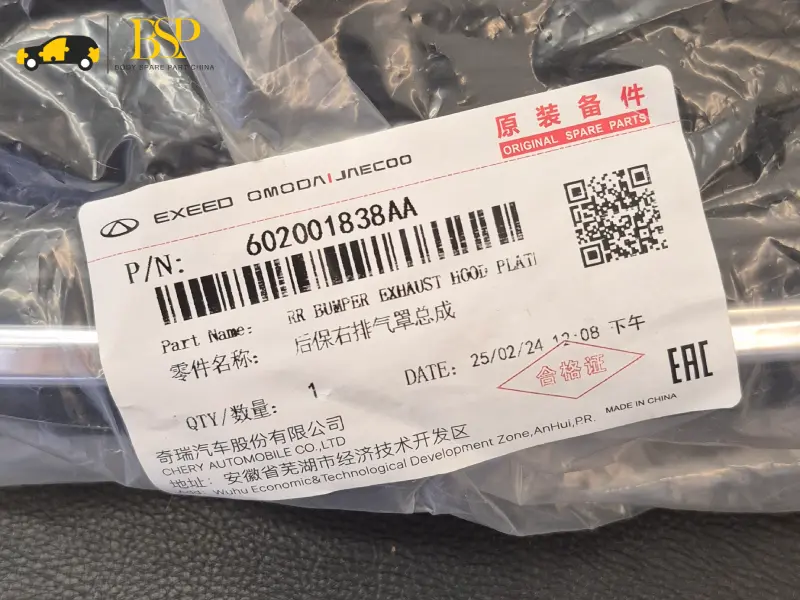 BSP
BODY SPARE PART CHINA
原装备件
ORIGINAL SPARE PARTS
EXEED OMODA JAECOO
P/N: 602001838AA
Part Name: RR BUMPER EXHAUST HOOD PLAT
零件名称: 后保右排气罩总成
QTY/数量: 1
DATE: 25/02/24 12:08 下午
合格证
EAC
MADE IN CHINA
奇瑞汽车股份有限公司
CHERY AUTOMOBILE CO.,LTD
地址: 安徽省芜湖市经济技术开发区
Wuhu Economic&Technological Development Zone,AnHui,P.R.